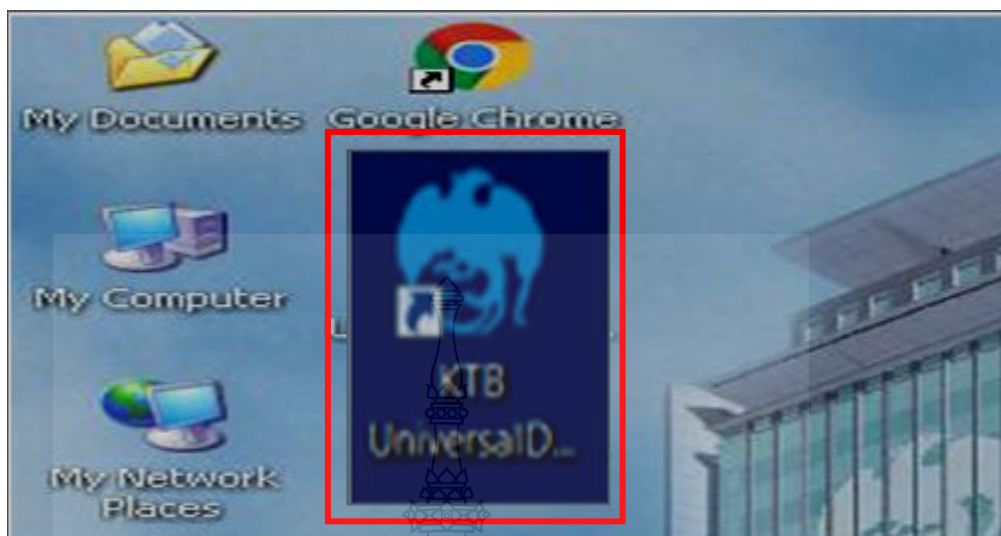 My Documents
Google Chrome
My Computer
KTB
UniversalD...
My Network
Places